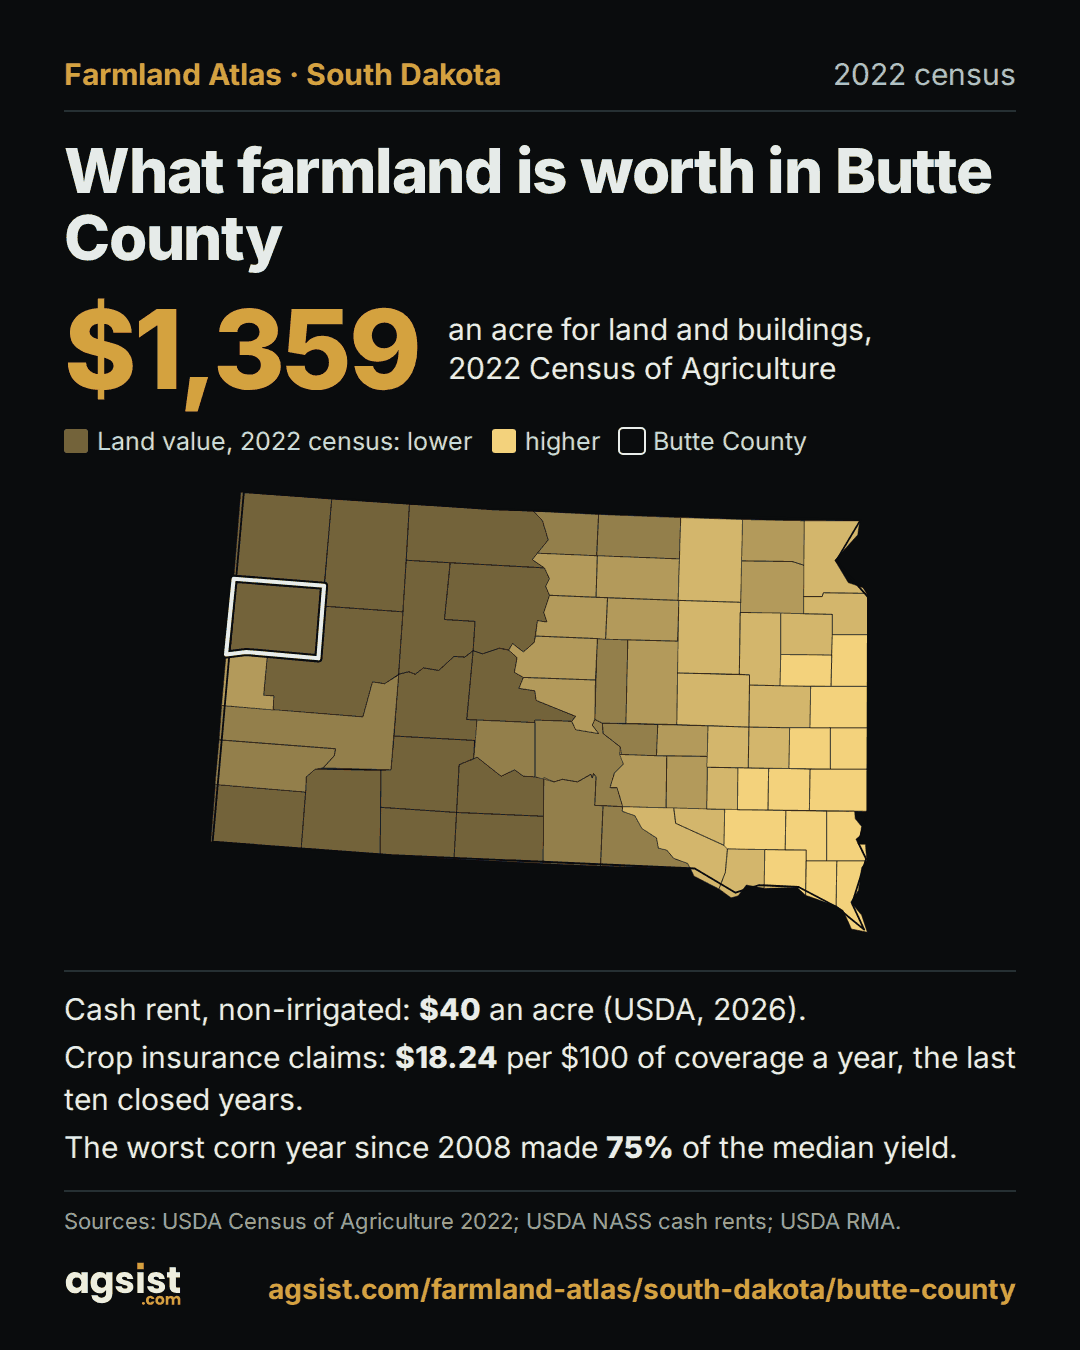 Farmland Atlas · South Dakota
2022 census
What farmland is worth in Butte
County
$1,359
an acre for land and buildings,
2022 Census of Agriculture
Land value, 2022 census: lower
higher
Butte County
Cash rent, non-irrigated: $40 an acre (USDA, 2026).
Crop insurance claims: $18.24 per $100 of coverage a year, the last
ten closed years.
The worst corn year since 2008 made 75% of the median yield.
Sources: USDA Census of Agriculture 2022; USDA NASS cash rents; USDA RMA.
agsist
.com
agsist.com/farmland-atlas/south-dakota/butte-county